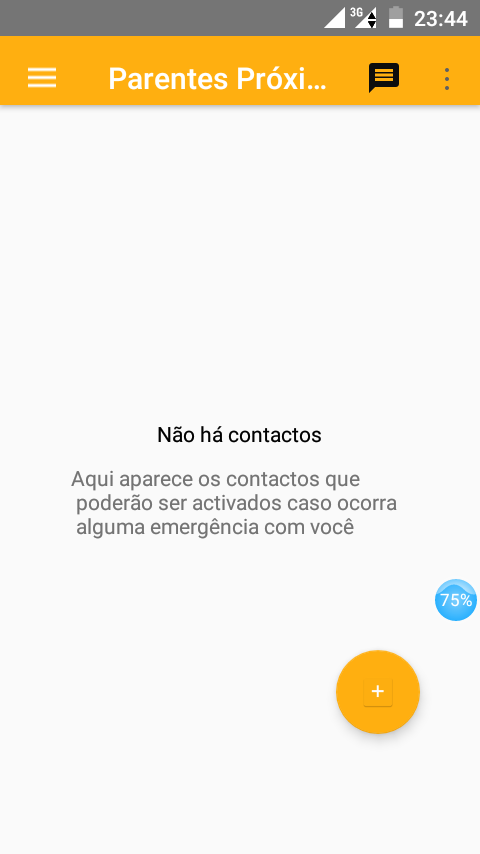 3G 23:44
Parentes Próxi...
Não há contactos
Aqui aparece os contactos que
poderão ser activados caso ocorra
alguma emergência com você
75%
+